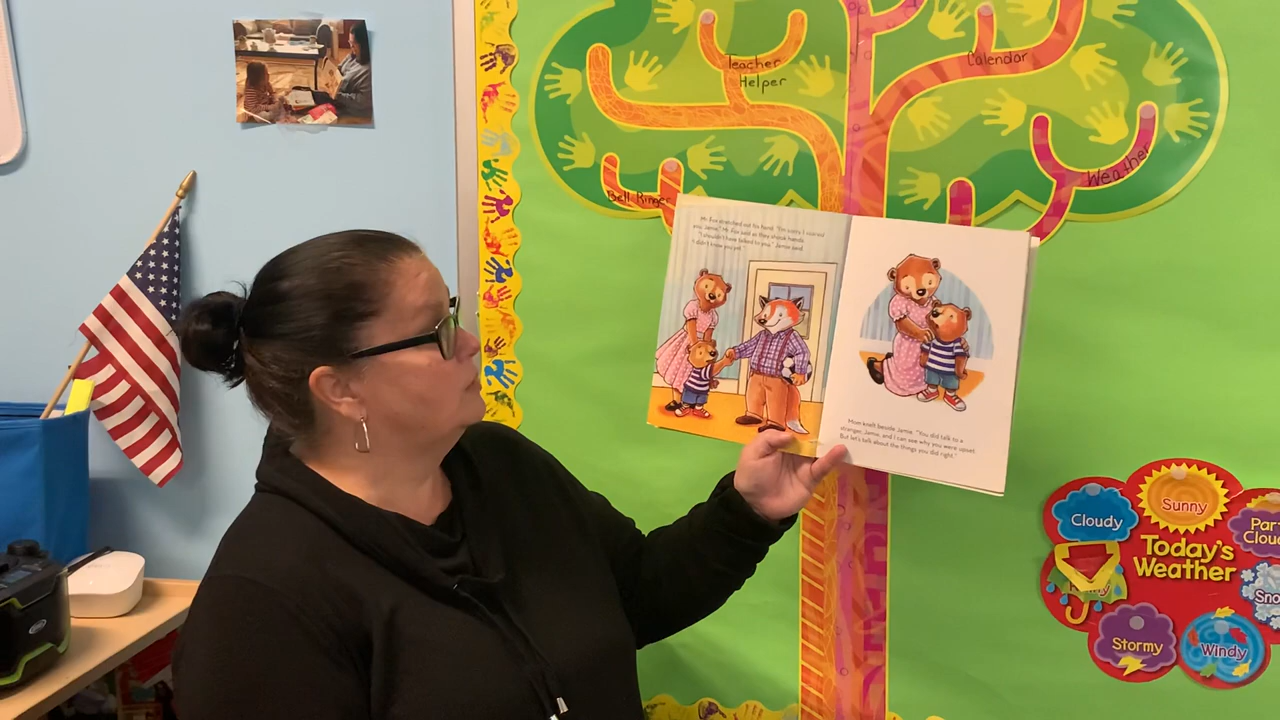 Teacher
Helper
Calendar
Bell Ringer
Weather
Mr. Fox stretched out his hand. "I'm sorry I scared
you, Jamie," Mr. Fox said as they shook hands.
"I shouldn't have talked to you," Jamie said.
"I didn't know you yet."
Mom knelt beside Jamie. "You did talk to a
stranger, Jamie, and I can see why you were upset.
But let's talk about the things you did right."
Cloudy
Sunny
Today's
Weather
Stormy
Windy